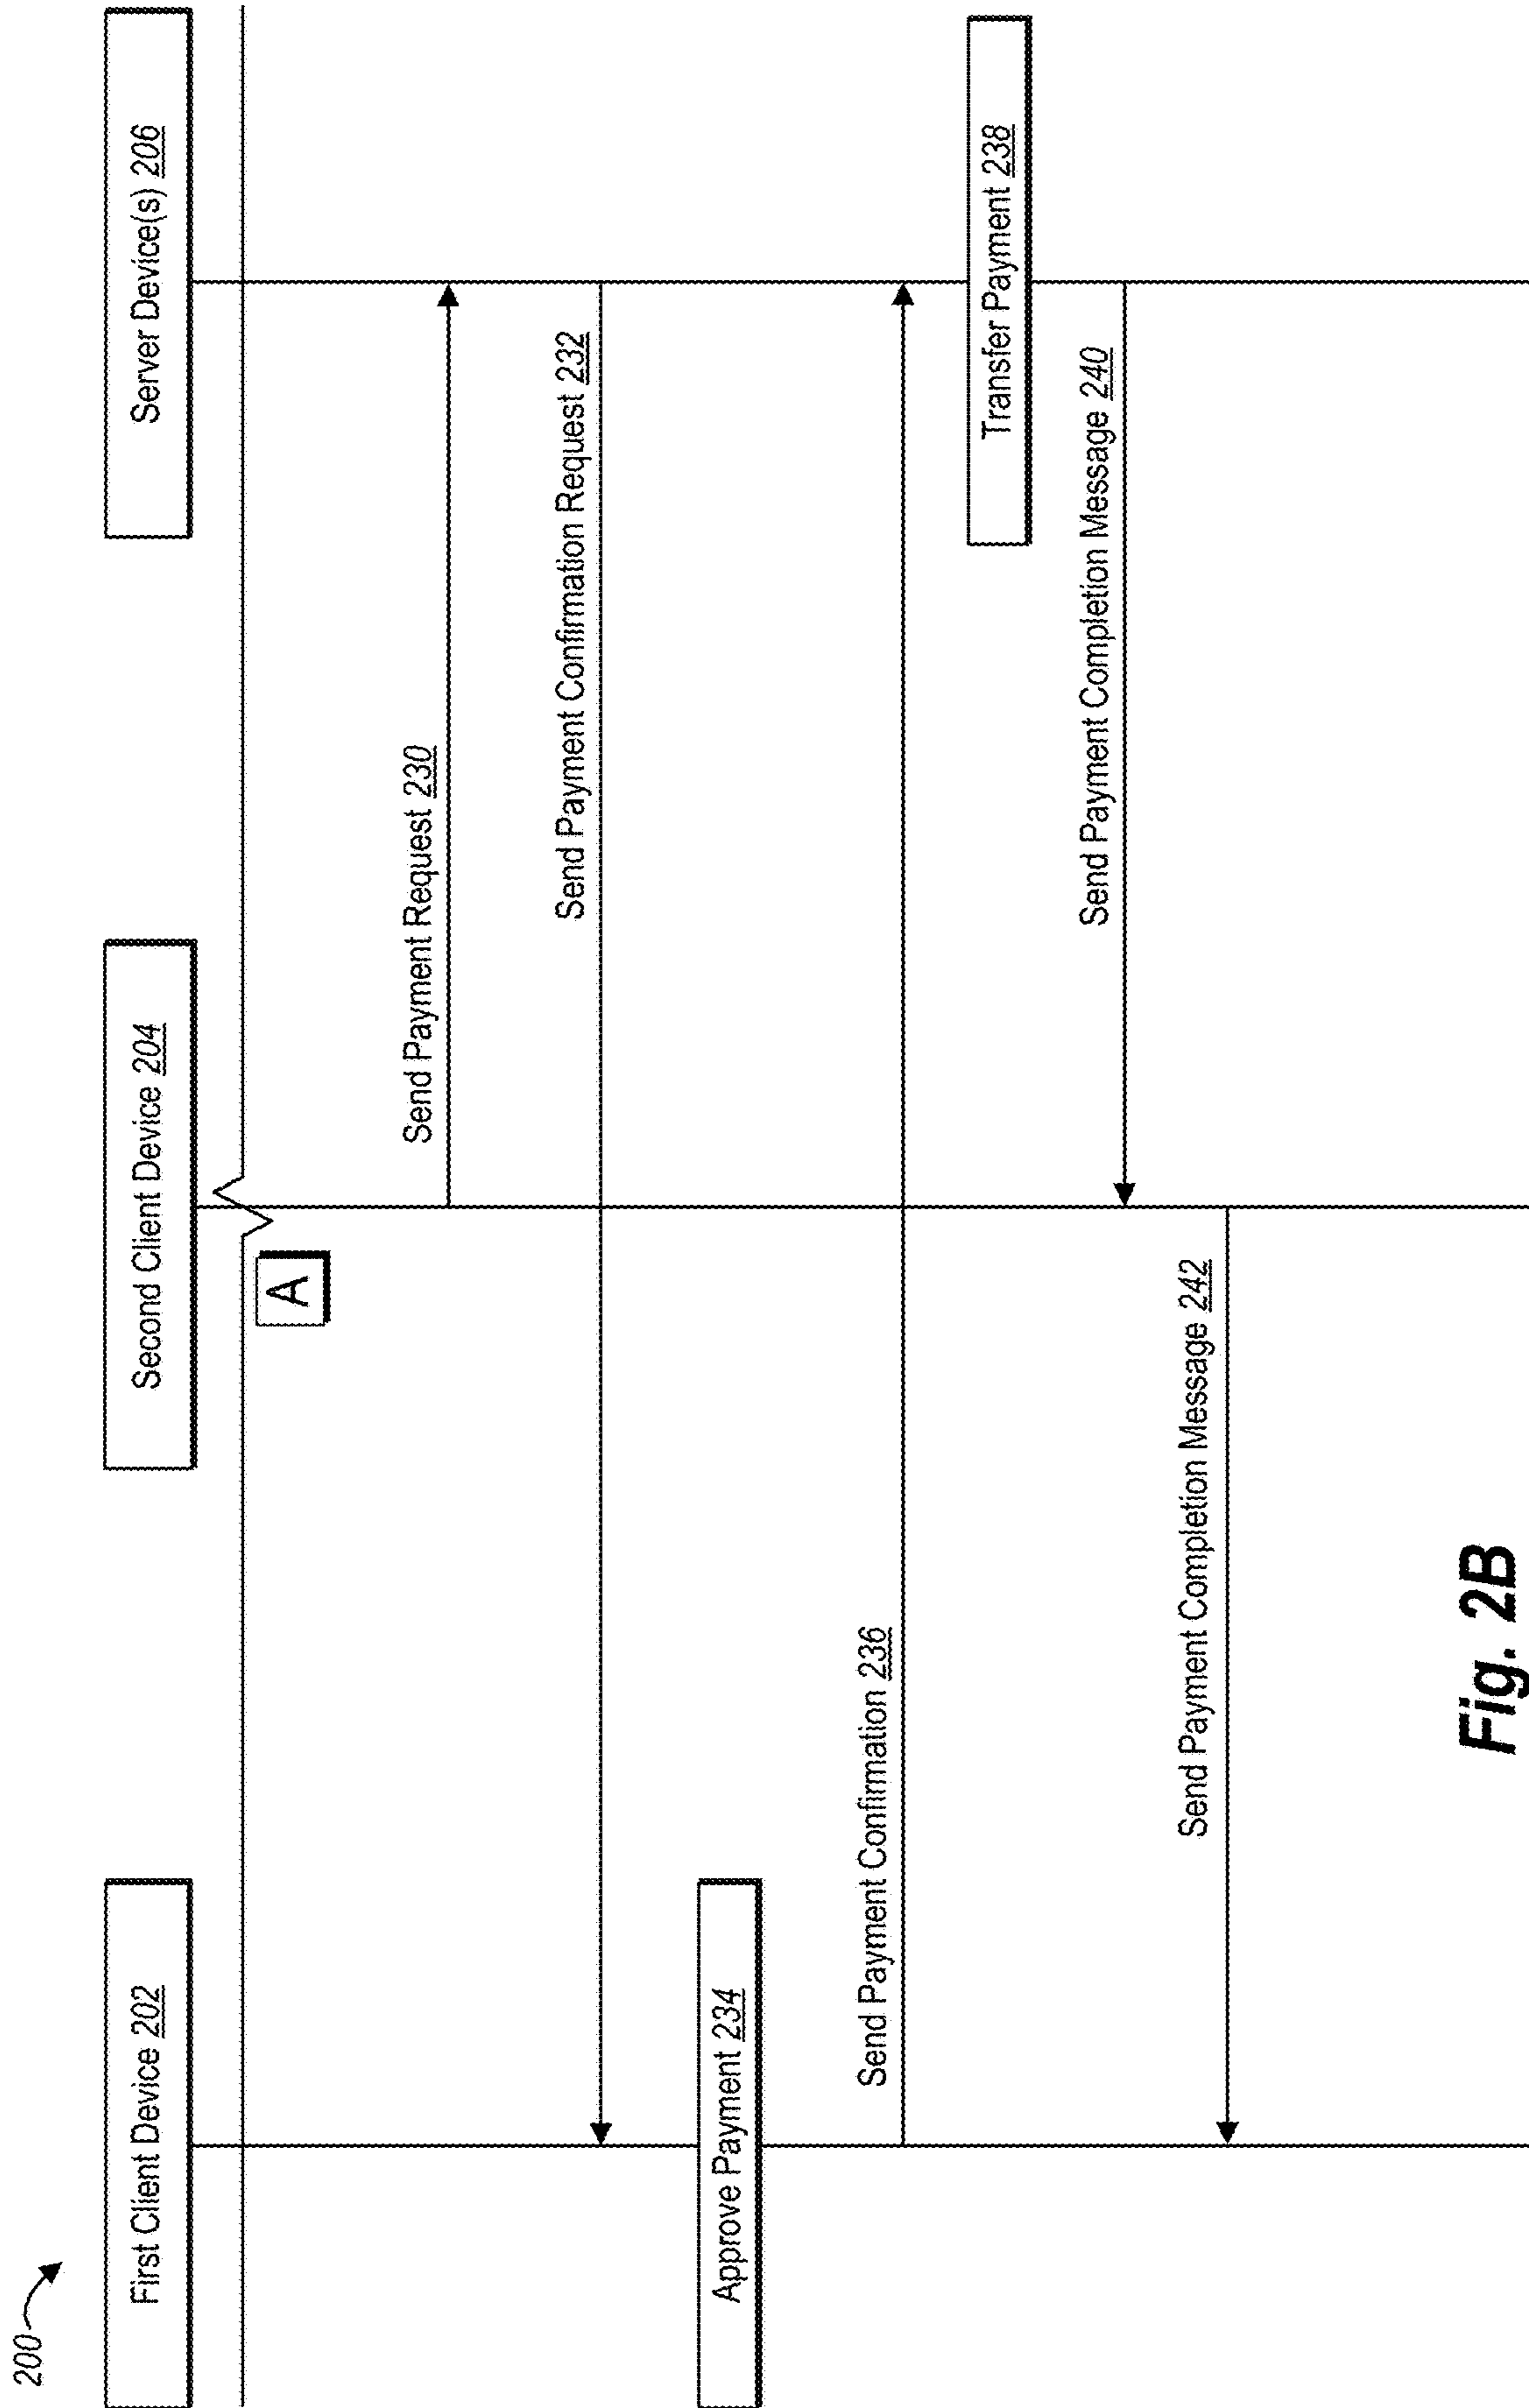 200
First Client Device 202
Second Client Device 204
Server Device(s) 206
A
Send Payment Request 230
Send Payment Confirmation Request 232
Approve Payment 234
Send Payment Confirmation 236
Transfer Payment 238
Send Payment Completion Message 240
Send Payment Completion Message 242
Fig. 2B